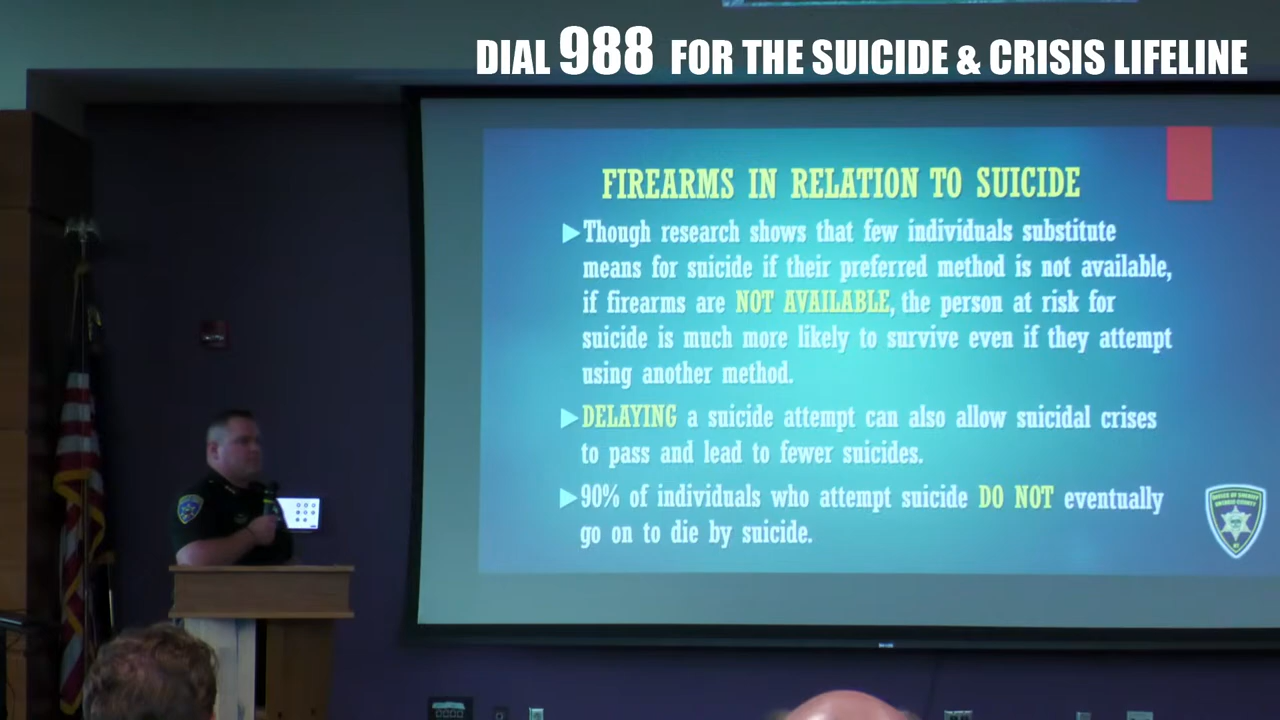 DIAL 988 FOR THE SUICIDE & CRISIS LIFELINE
FIREARMS IN RELATION TO SUICIDE
Though research shows that few individuals substitute
means for suicide if their preferred method is not available,
if firearms are NOT AVAILABLE, the person at risk for
suicide is much more likely to survive even if they attempt
using another method.
DELAYING a suicide attempt can also allow suicidal crises
to pass and lead to fewer suicides.
90% of individuals who attempt suicide DO NOT eventually
go on to die by suicide.
OFFICE OF SHERIFF